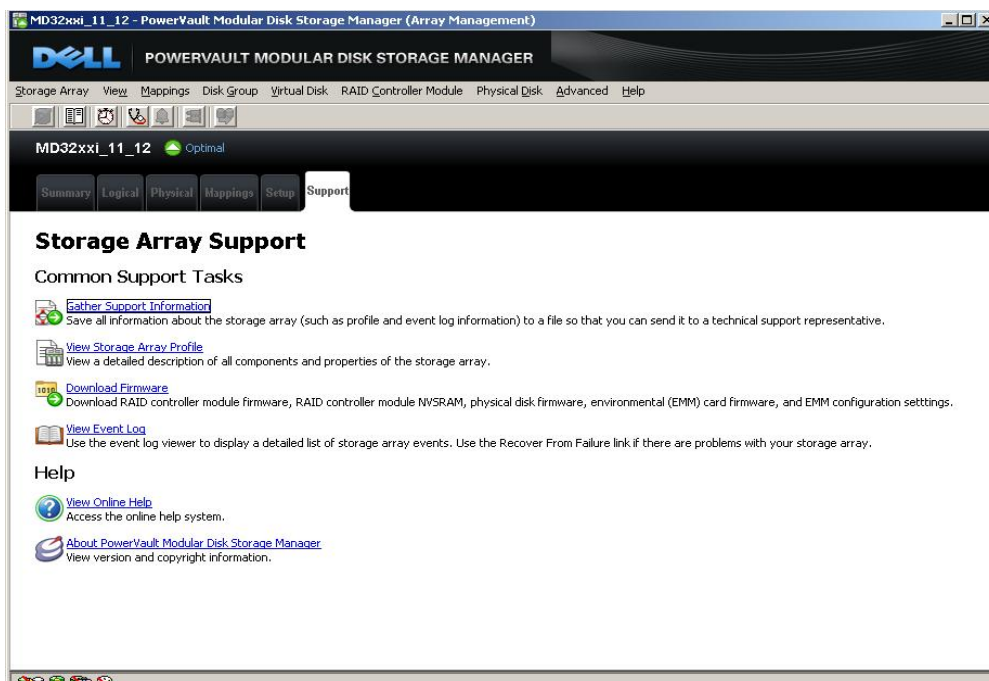 MD32xxi_11_12 - PowerVault Modular Disk Storage Manager (Array Management)
DELL POWERVAULT MODULAR DISK STORAGE MANAGER
Storage Array View Mappings Disk Group Virtual Disk RAID Controller Module Physical Disk Advanced Help
MD32xxi_11_12 Optimal
Summary Logical Physical Mappings Setup Support
Storage Array Support
Common Support Tasks
Gather Support Information
Save all information about the storage array (such as profile and event log information) to a file so that you can send it to a technical support representative.
View Storage Array Profile
View a detailed description of all components and properties of the storage array.
1010
Download Firmware
Download RAID controller module firmware, RAID controller module NVSRAM, physical disk firmware, environmental (EMM) card firmware, and EMM configuration setttings.
View Event Log
Use the event log viewer to display a detailed list of storage array events. Use the Recover From Failure link if there are problems with your storage array.
Help
View Online Help
Access the online help system.
About PowerVault Modular Disk Storage Manager
View version and copyright information.